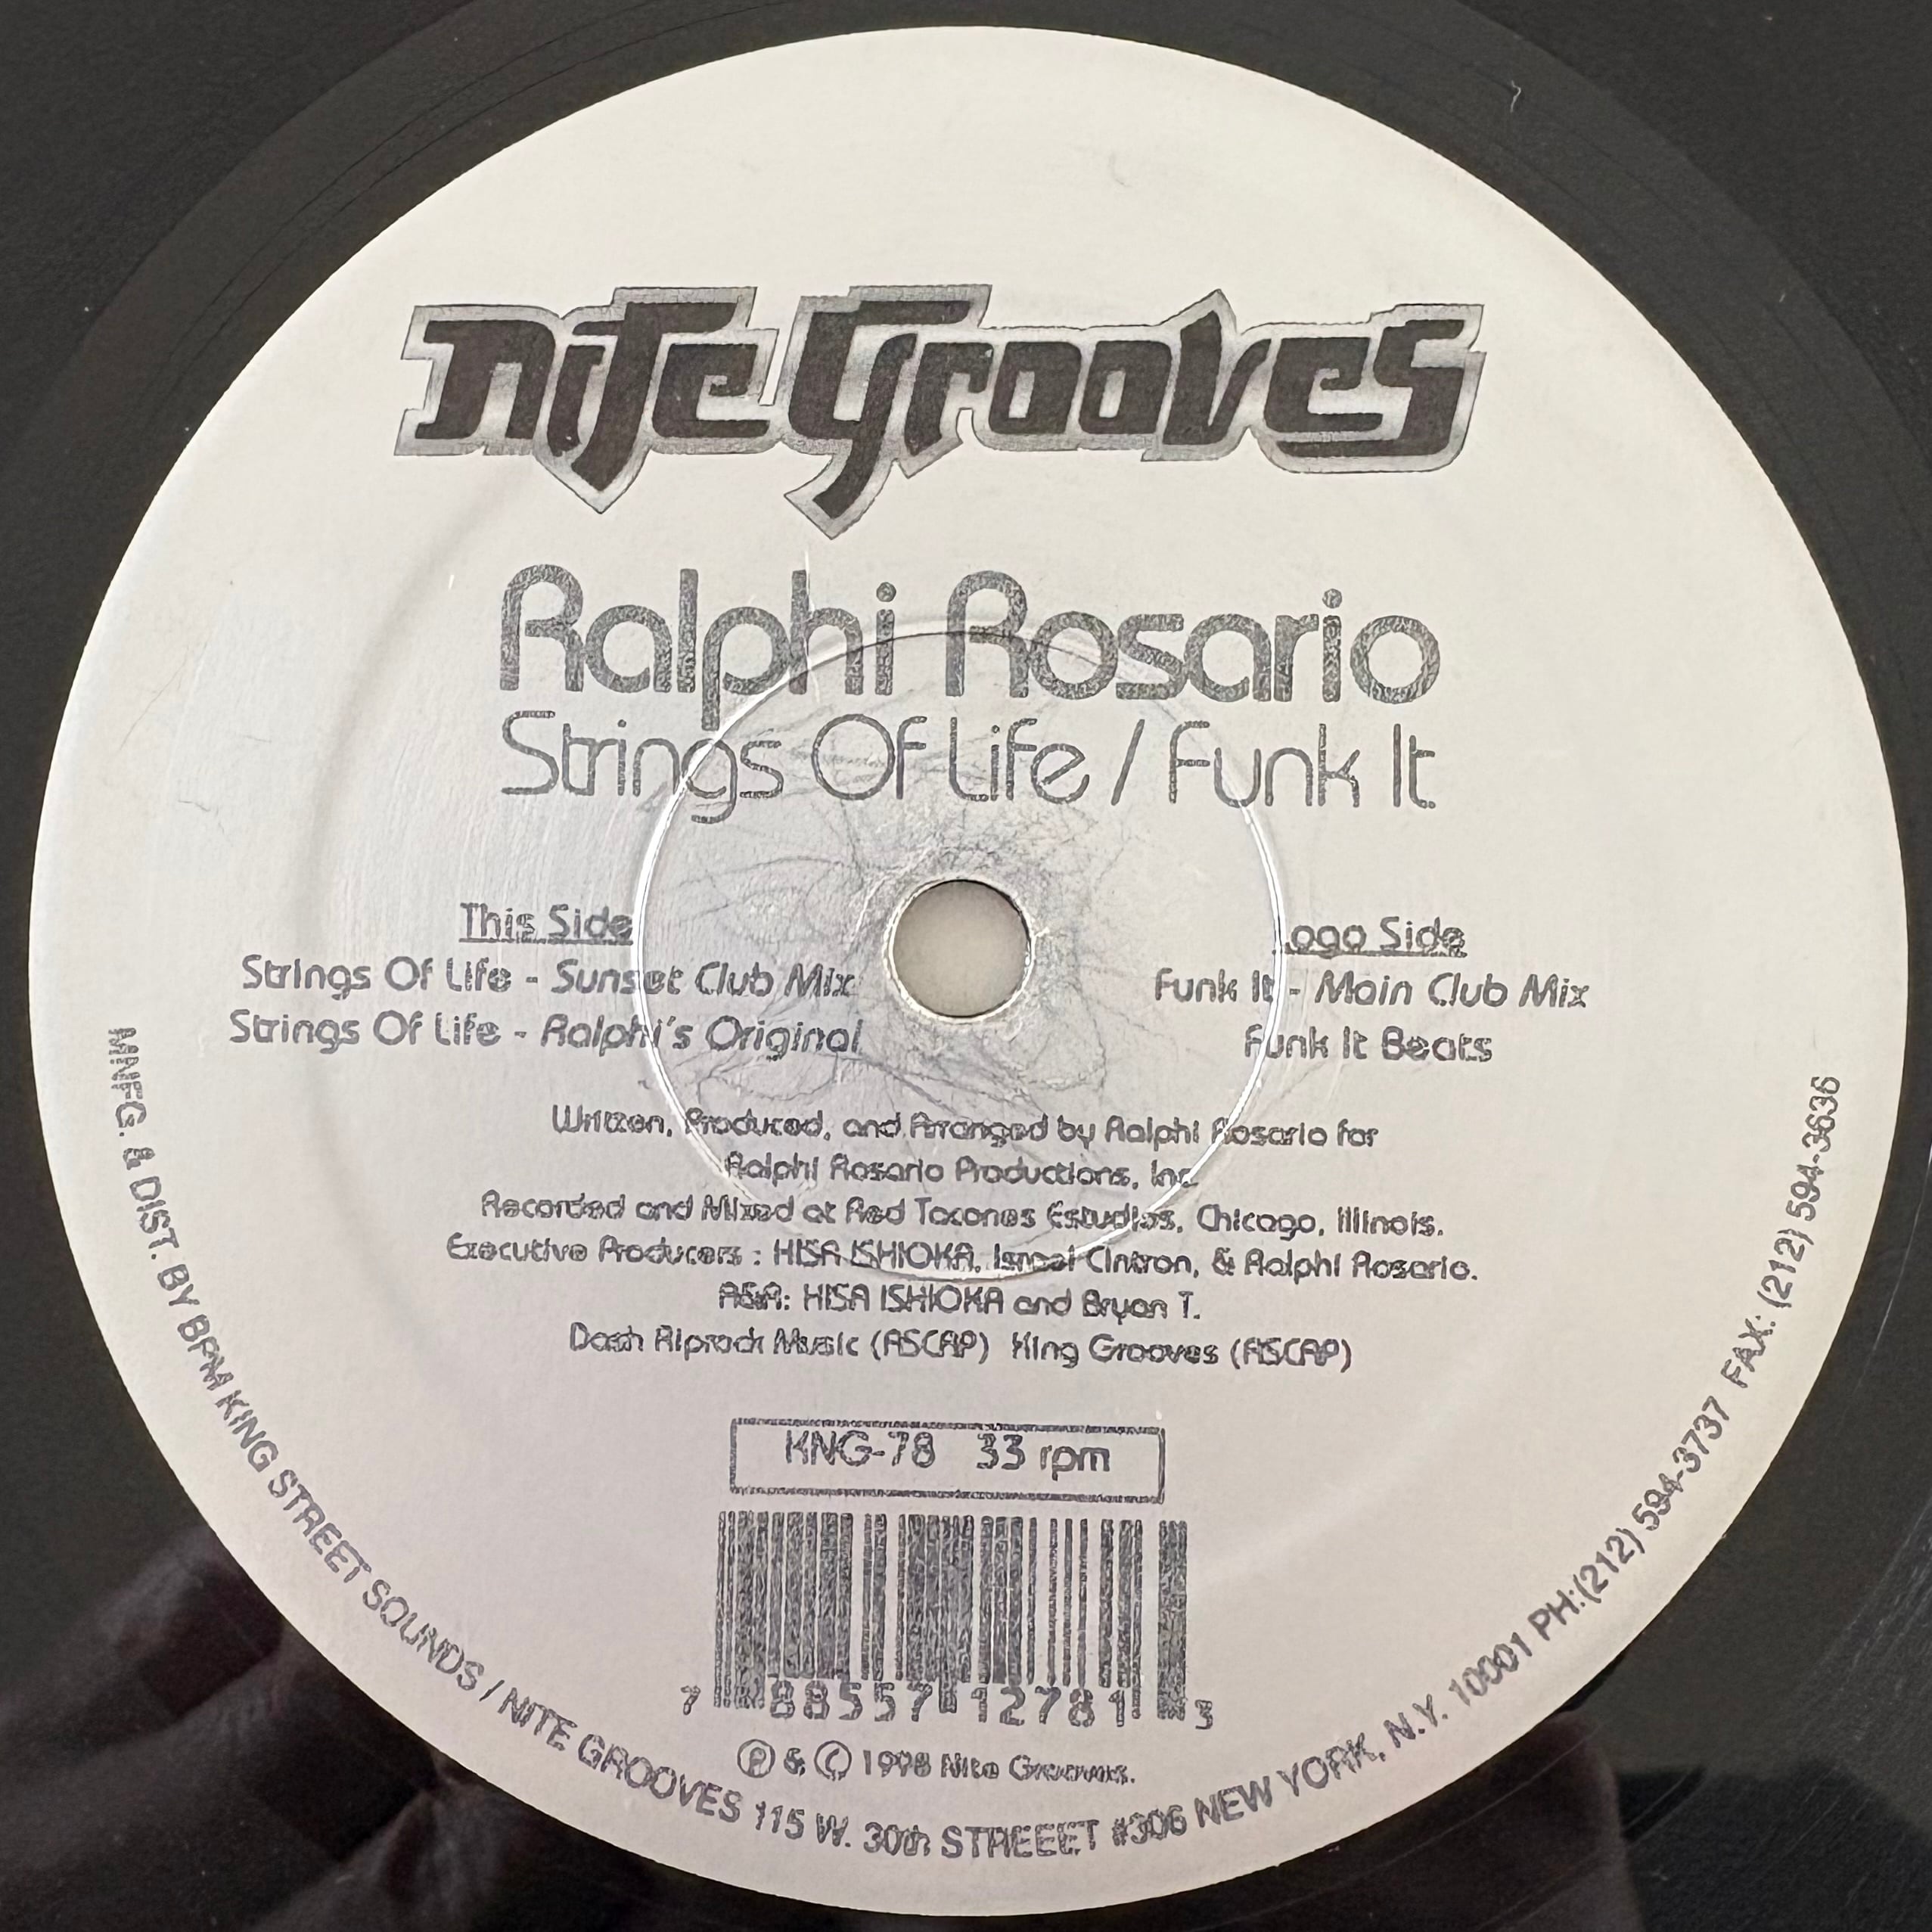 Nite Grooves
Ralphi Rosario
Strings Of Life / Funk It
This Side
Strings Of Life - Sunset Club Mix
Strings Of Life - Ralphi's Original
Logo Side
Funk It - Main Club Mix
Funk It Beats
Written, Produced, and Arranged by Ralphi Rosario for
Ralphi Rosario Productions, Inc
Recorded and Mixed at Red Tacones Estudios, Chicago, Illinois.
Executive Producers : HISA ISHIOKA, Ismael Cintron, & Ralphi Rosario.
A&R: HISA ISHIOKA and Bryan T.
Dash Riprock Music (ASCAP) King Grooves (ASCAP)
KNG-78 33 rpm
7 88557 12781 3
Ⓟ & © 1998 Nite Grooves.
MNFG. & DIST. BY BPM KING STREET SOUNDS / NITE GROOVES 115 W. 30th STREEET #306 NEW YORK, N.Y. 10001 PH:(212) 594-3737 FAX: (212) 594-3636